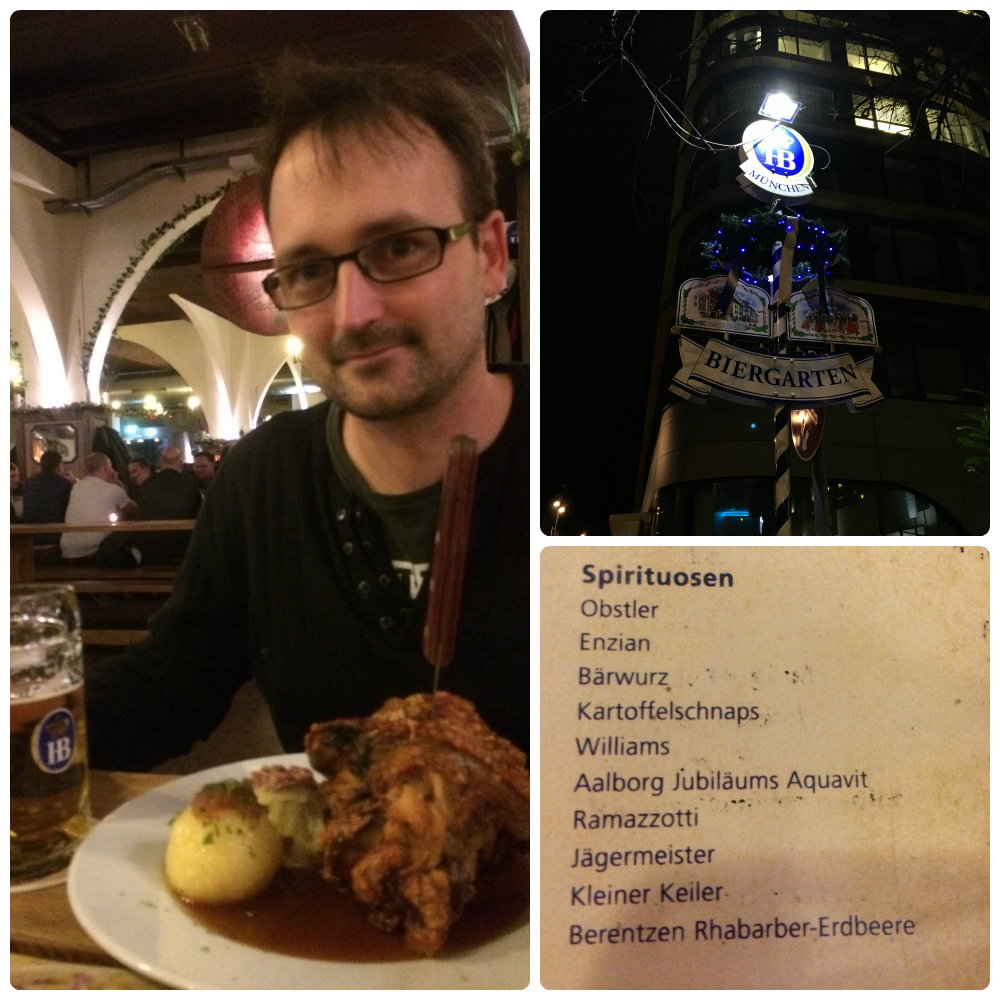 HB
HB
MÜNCHEN
BIERGARTEN
Spirituosen
Obstler
Enzian
Bärwurz
Kartoffelschnaps
Williams
Aalborg Jubiläums Aquavit
Ramazzotti
Jägermeister
Kleiner Keiler
Berentzen Rhabarber-Erdbeere